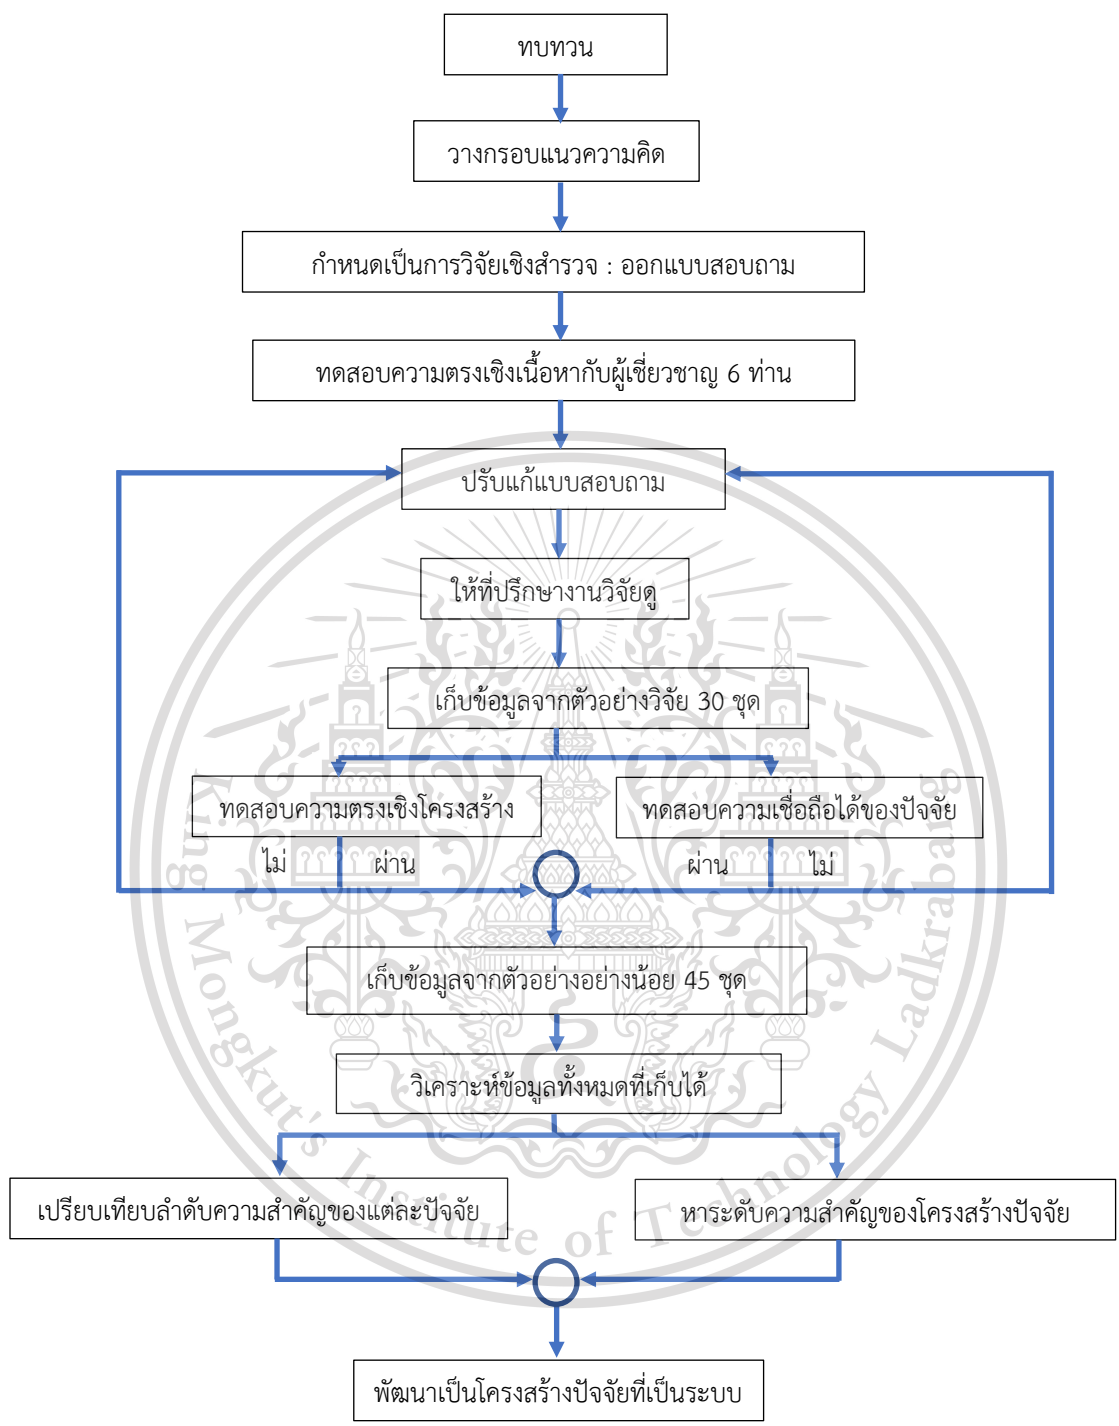 ทบทวน
วางกรอบแนวความคิด
กำหนดเป็นการวิจัยเชิงสำรวจ : ออกแบบสอบถาม
ทดสอบความตรงเชิงเนื้อหากับผู้เชี่ยวชาญ 6 ท่าน
ปรับแก้แบบสอบถาม
ให้ที่ปรึกษางานวิจัยดู
เก็บข้อมูลจากตัวอย่างวิจัย 30 ชุด
ทดสอบความตรงเชิงโครงสร้าง
ทดสอบความเชื่อถือได้ของปัจจัย
ไม่ ผ่าน ผ่าน ไม่
เก็บข้อมูลจากตัวอย่างอย่างน้อย 45 ชุด
วิเคราะห์ข้อมูลทั้งหมดที่เก็บได้
เปรียบเทียบลำดับความสำคัญของแต่ละปัจจัย
หาระดับความสำคัญของโครงสร้างปัจจัย
พัฒนาเป็นโครงสร้างปัจจัยที่เป็นระบบ
King Mongkut's Institute of Technology Ladkrabang